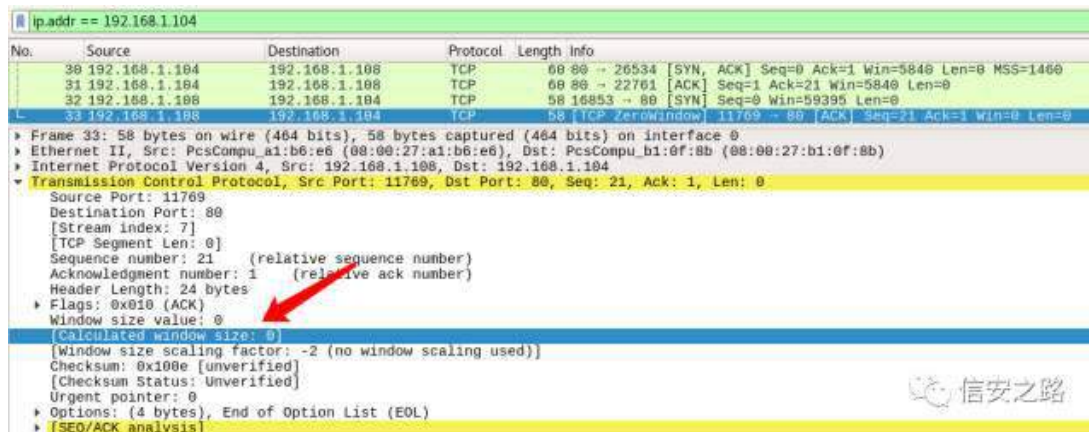 ip.addr == 192.168.1.104
No. Source Destination Protocol Length Info
30 192.168.1.104 192.168.1.108 TCP 60 80 → 26534 [SYN, ACK] Seq=0 Ack=1 Win=5840 Len=0 MSS=1460
31 192.168.1.104 192.168.1.108 TCP 60 80 → 22761 [ACK] Seq=1 Ack=21 Win=5840 Len=0
32 192.168.1.108 192.168.1.104 TCP 58 16853 → 80 [SYN] Seq=0 Win=59395 Len=0
33 192.168.1.108 192.168.1.104 TCP 58 [TCP ZeroWindow] 11769 → 80 [ACK] Seq=21 Ack=1 Win=0 Len=0
Frame 33: 58 bytes on wire (464 bits), 58 bytes captured (464 bits) on interface 0
Ethernet II, Src: PcsCompu_a1:b6:e6 (08:00:27:a1:b6:e6), Dst: PcsCompu_b1:0f:8b (08:00:27:b1:0f:8b)
Internet Protocol Version 4, Src: 192.168.1.108, Dst: 192.168.1.104
Transmission Control Protocol, Src Port: 11769, Dst Port: 80, Seq: 21, Ack: 1, Len: 0
Source Port: 11769
Destination Port: 80
[Stream index: 7]
[TCP Segment Len: 0]
Sequence number: 21 (relative sequence number)
Acknowledgment number: 1 (relative ack number)
Header Length: 24 bytes
Flags: 0x010 (ACK)
Window size value: 0
[Calculated window size: 0]
[Window size scaling factor: -2 (no window scaling used)]
Checksum: 0x100e [unverified]
[Checksum Status: Unverified]
Urgent pointer: 0
Options: (4 bytes), End of Option List (EOL)
[SEQ/ACK analysis]
信安之路